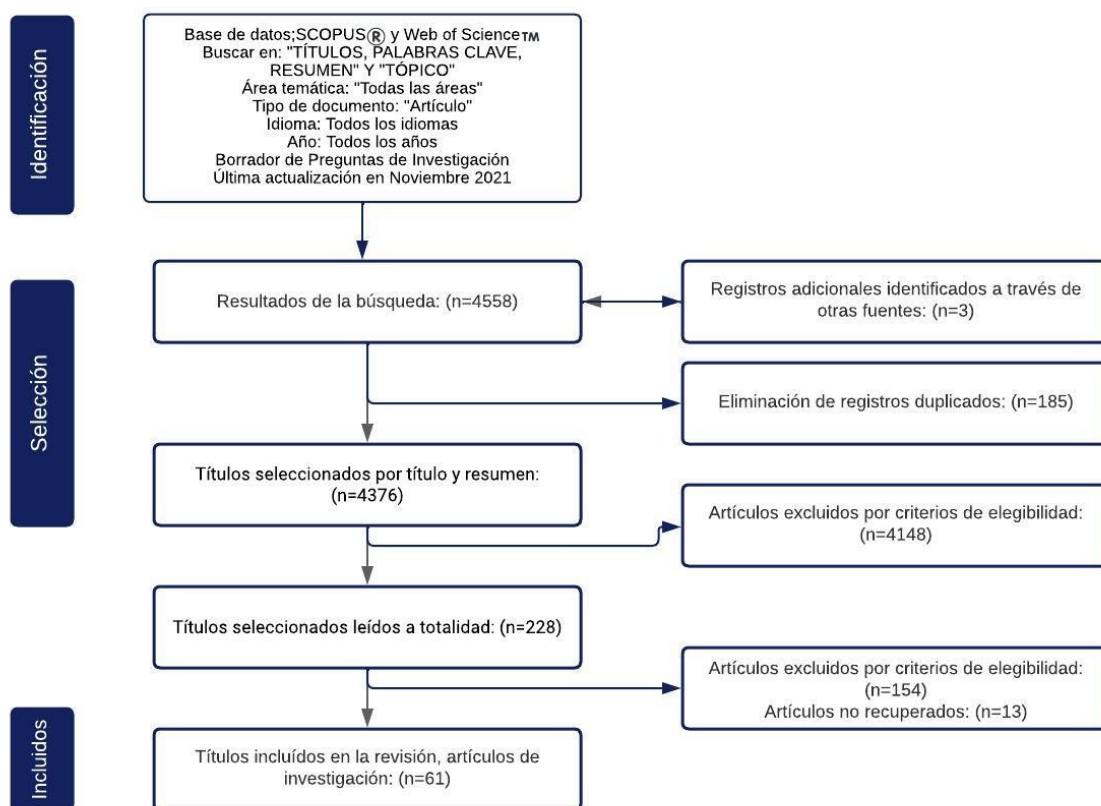 Identificación
Base de datos;SCOPUS® y Web of Science™
Buscar en: "TÍTULOS, PALABRAS CLAVE,
RESUMEN" Y "TÓPICO"
Área temática: "Todas las áreas"
Tipo de documento: "Artículo"
Idioma: Todos los idiomas
Año: Todos los años
Borrador de Preguntas de Investigación
Última actualización en Noviembre 2021
Selección
Resultados de la búsqueda: (n=4558)
Registros adicionales identificados a través de
otras fuentes: (n=3)
Eliminación de registros duplicados: (n=185)
Títulos seleccionados por título y resumen:
(n=4376)
Artículos excluidos por criterios de elegibilidad:
(n=4148)
Títulos seleccionados leídos a totalidad: (n=228)
Artículos excluidos por criterios de elegibilidad:
(n=154)
Artículos no recuperados: (n=13)
Incluidos
Títulos incluídos en la revisión, artículos de
investigación: (n=61)